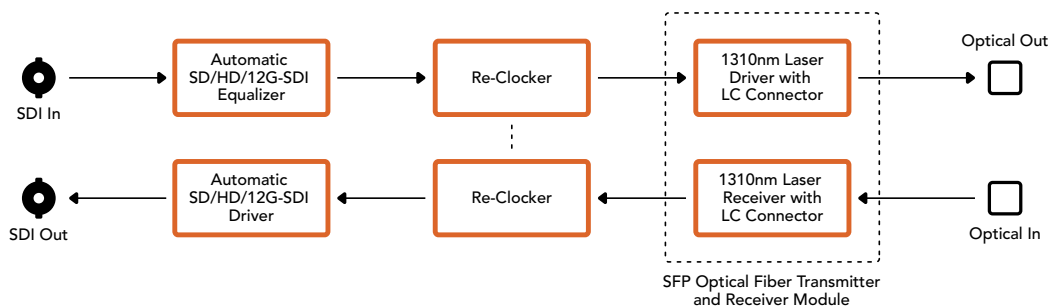 SDI In
Automatic
SD/HD/12G-SDI
Equalizer
Re-Clocker
1310nm Laser
Driver with
LC Connector
Optical Out
SDI Out
Automatic
SD/HD/12G-SDI
Driver
Re-Clocker
1310nm Laser
Receiver with
LC Connector
Optical In
SFP Optical Fiber Transmitter
and Receiver Module